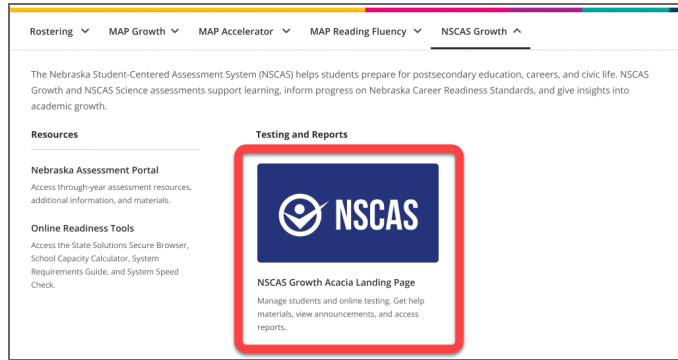 Rostering MAP Growth MAP Accelerator MAP Reading Fluency NSCAS Growth
The Nebraska Student-Centered Assessment System (NSCAS) helps students prepare for postsecondary education, careers, and civic life. NSCAS
Growth and NSCAS Science assessments support learning, inform progress on Nebraska Career Readiness Standards, and give insights into
academic growth.
Resources
Nebraska Assessment Portal
Access through-year assessment resources,
additional information, and materials.
Online Readiness Tools
Access the State Solutions Secure Browser,
School Capacity Calculator, System
Requirements Guide, and System Speed
Check.
Testing and Reports
NSCAS
NSCAS Growth Acacia Landing Page
Manage students and online testing. Get help
materials, view announcements, and access
reports.